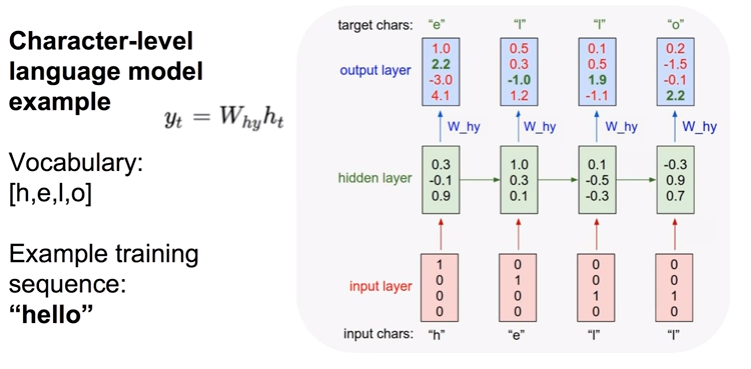 Character-level
language model
example
yₜ = Wₕᵧhₜ
Vocabulary:
[h,e,l,o]
Example training
sequence:
“hello”
target chars: “e” “l” “l” “o”
output layer
1.0 0.5 0.1 0.2
2.2 0.3 0.5 -1.5
-3.0 -1.0 1.9 -0.1
4.1 1.2 -1.1 2.2
W_hy W_hy W_hy W_hy
hidden layer
0.3 1.0 0.1 -0.3
-0.1 0.3 -0.5 0.9
0.9 0.1 -0.3 0.7
input layer
1 0 0 0
0 1 0 0
0 0 1 1
0 0 0 0
input chars: “h” “e” “l” “l”